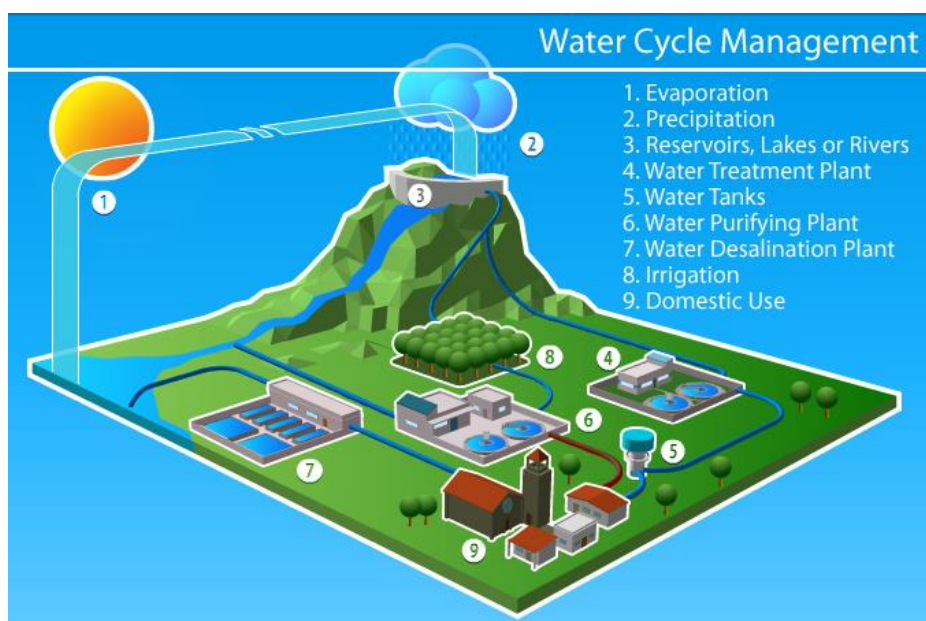 Water Cycle Management
1. Evaporation
2. Precipitation
3. Reservoirs, Lakes or Rivers
4. Water Treatment Plant
5. Water Tanks
6. Water Purifying Plant
7. Water Desalination Plant
8. Irrigation
9. Domestic Use
2
1
3
8
4
6
5
7
9